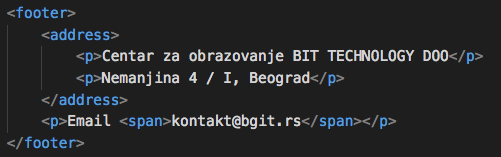 <footer>
<address>
<p>Centar za obrazovanje BIT TECHNOLOGY DOO</p>
<p>Nemanjina 4 / I, Beograd</p>
</address>
<p>Email <span>kontakt@bgit.rs</span></p>
</footer>